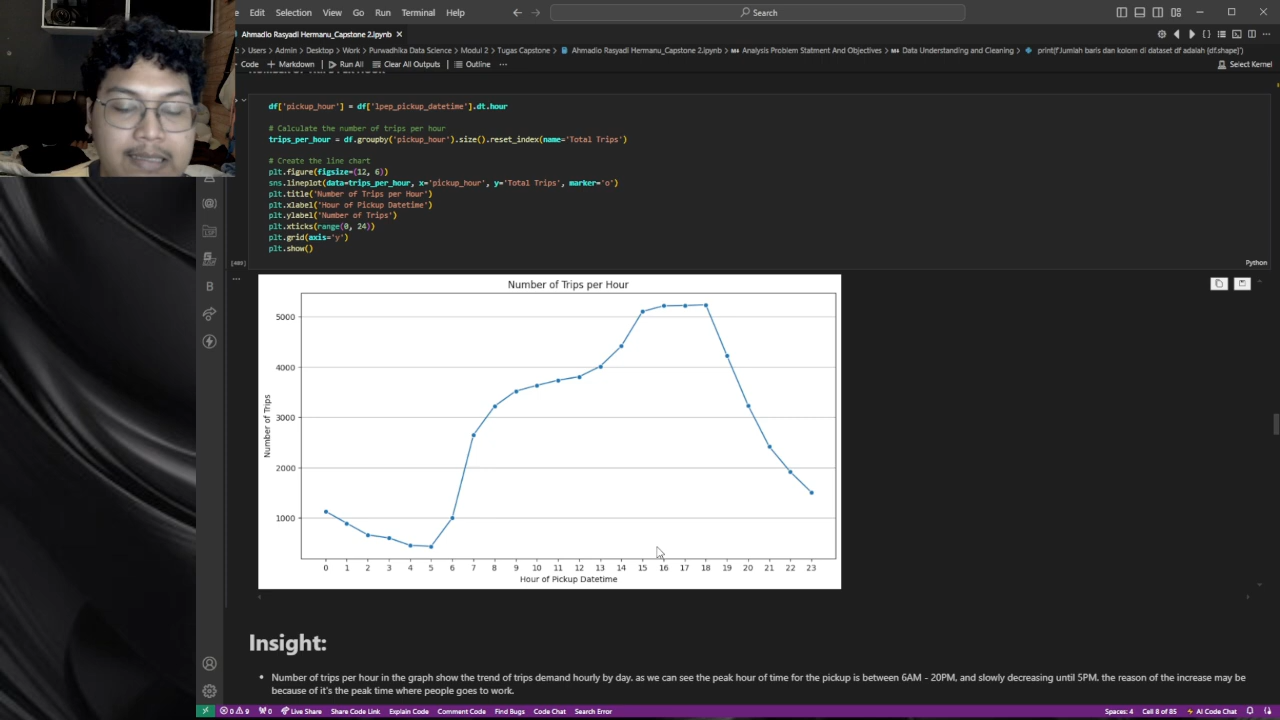 Edit Selection View Go Run Terminal Help
Search
Ahmadio Rasyadi Hermanu_Capstone 2.ipynb
Users > Admin > Desktop > Work > Purwadhika Data Science > Modul 2 > Tugas Capstone > Ahmadio Rasyadi Hermanu_Capstone 2.ipynb > Analysis Problem Statment And Objectives > Data Understanding and Cleaning > print(f'Jumlah baris dan kolom di dataset df adalah {df.shape}')
Code + Markdown Run All Clear All Outputs Outline ...
Select Kernel
df['pickup_hour'] = df['lpep_pickup_datetime'].dt.hour
# Calculate the number of trips per hour
trips_per_hour = df.groupby('pickup_hour').size().reset_index(name='Total Trips')
# Create the line chart
plt.figure(figsize=(12, 6))
sns.lineplot(data=trips_per_hour, x='pickup_hour', y='Total Trips', marker='o')
plt.title('Number of Trips per Hour')
plt.xlabel('Hour of Pickup Datetime')
plt.ylabel('Number of Trips')
plt.xticks(range(0, 24))
plt.grid(axis='y')
plt.show()
[489]
Python
Number of Trips per Hour
5000
4000
3000
2000
1000
Number of Trips
0 1 2 3 4 5 6 7 8 9 10 11 12 13 14 15 16 17 18 19 20 21 22 23
Hour of Pickup Datetime
Insight:
• Number of trips per hour in the graph show the trend of trips demand hourly by day. as we can see the peak hour of time for the pickup is between 6AM - 20PM, and slowly decreasing until 5PM. the reason of the increase may be
because of it's the peak time where people goes to work.
0 9 0 Live Share Share Code Link Explain Code Comment Code Find Bugs Code Chat Search Error
Spaces: 4 Cell 8 of 85 AI Code Chat